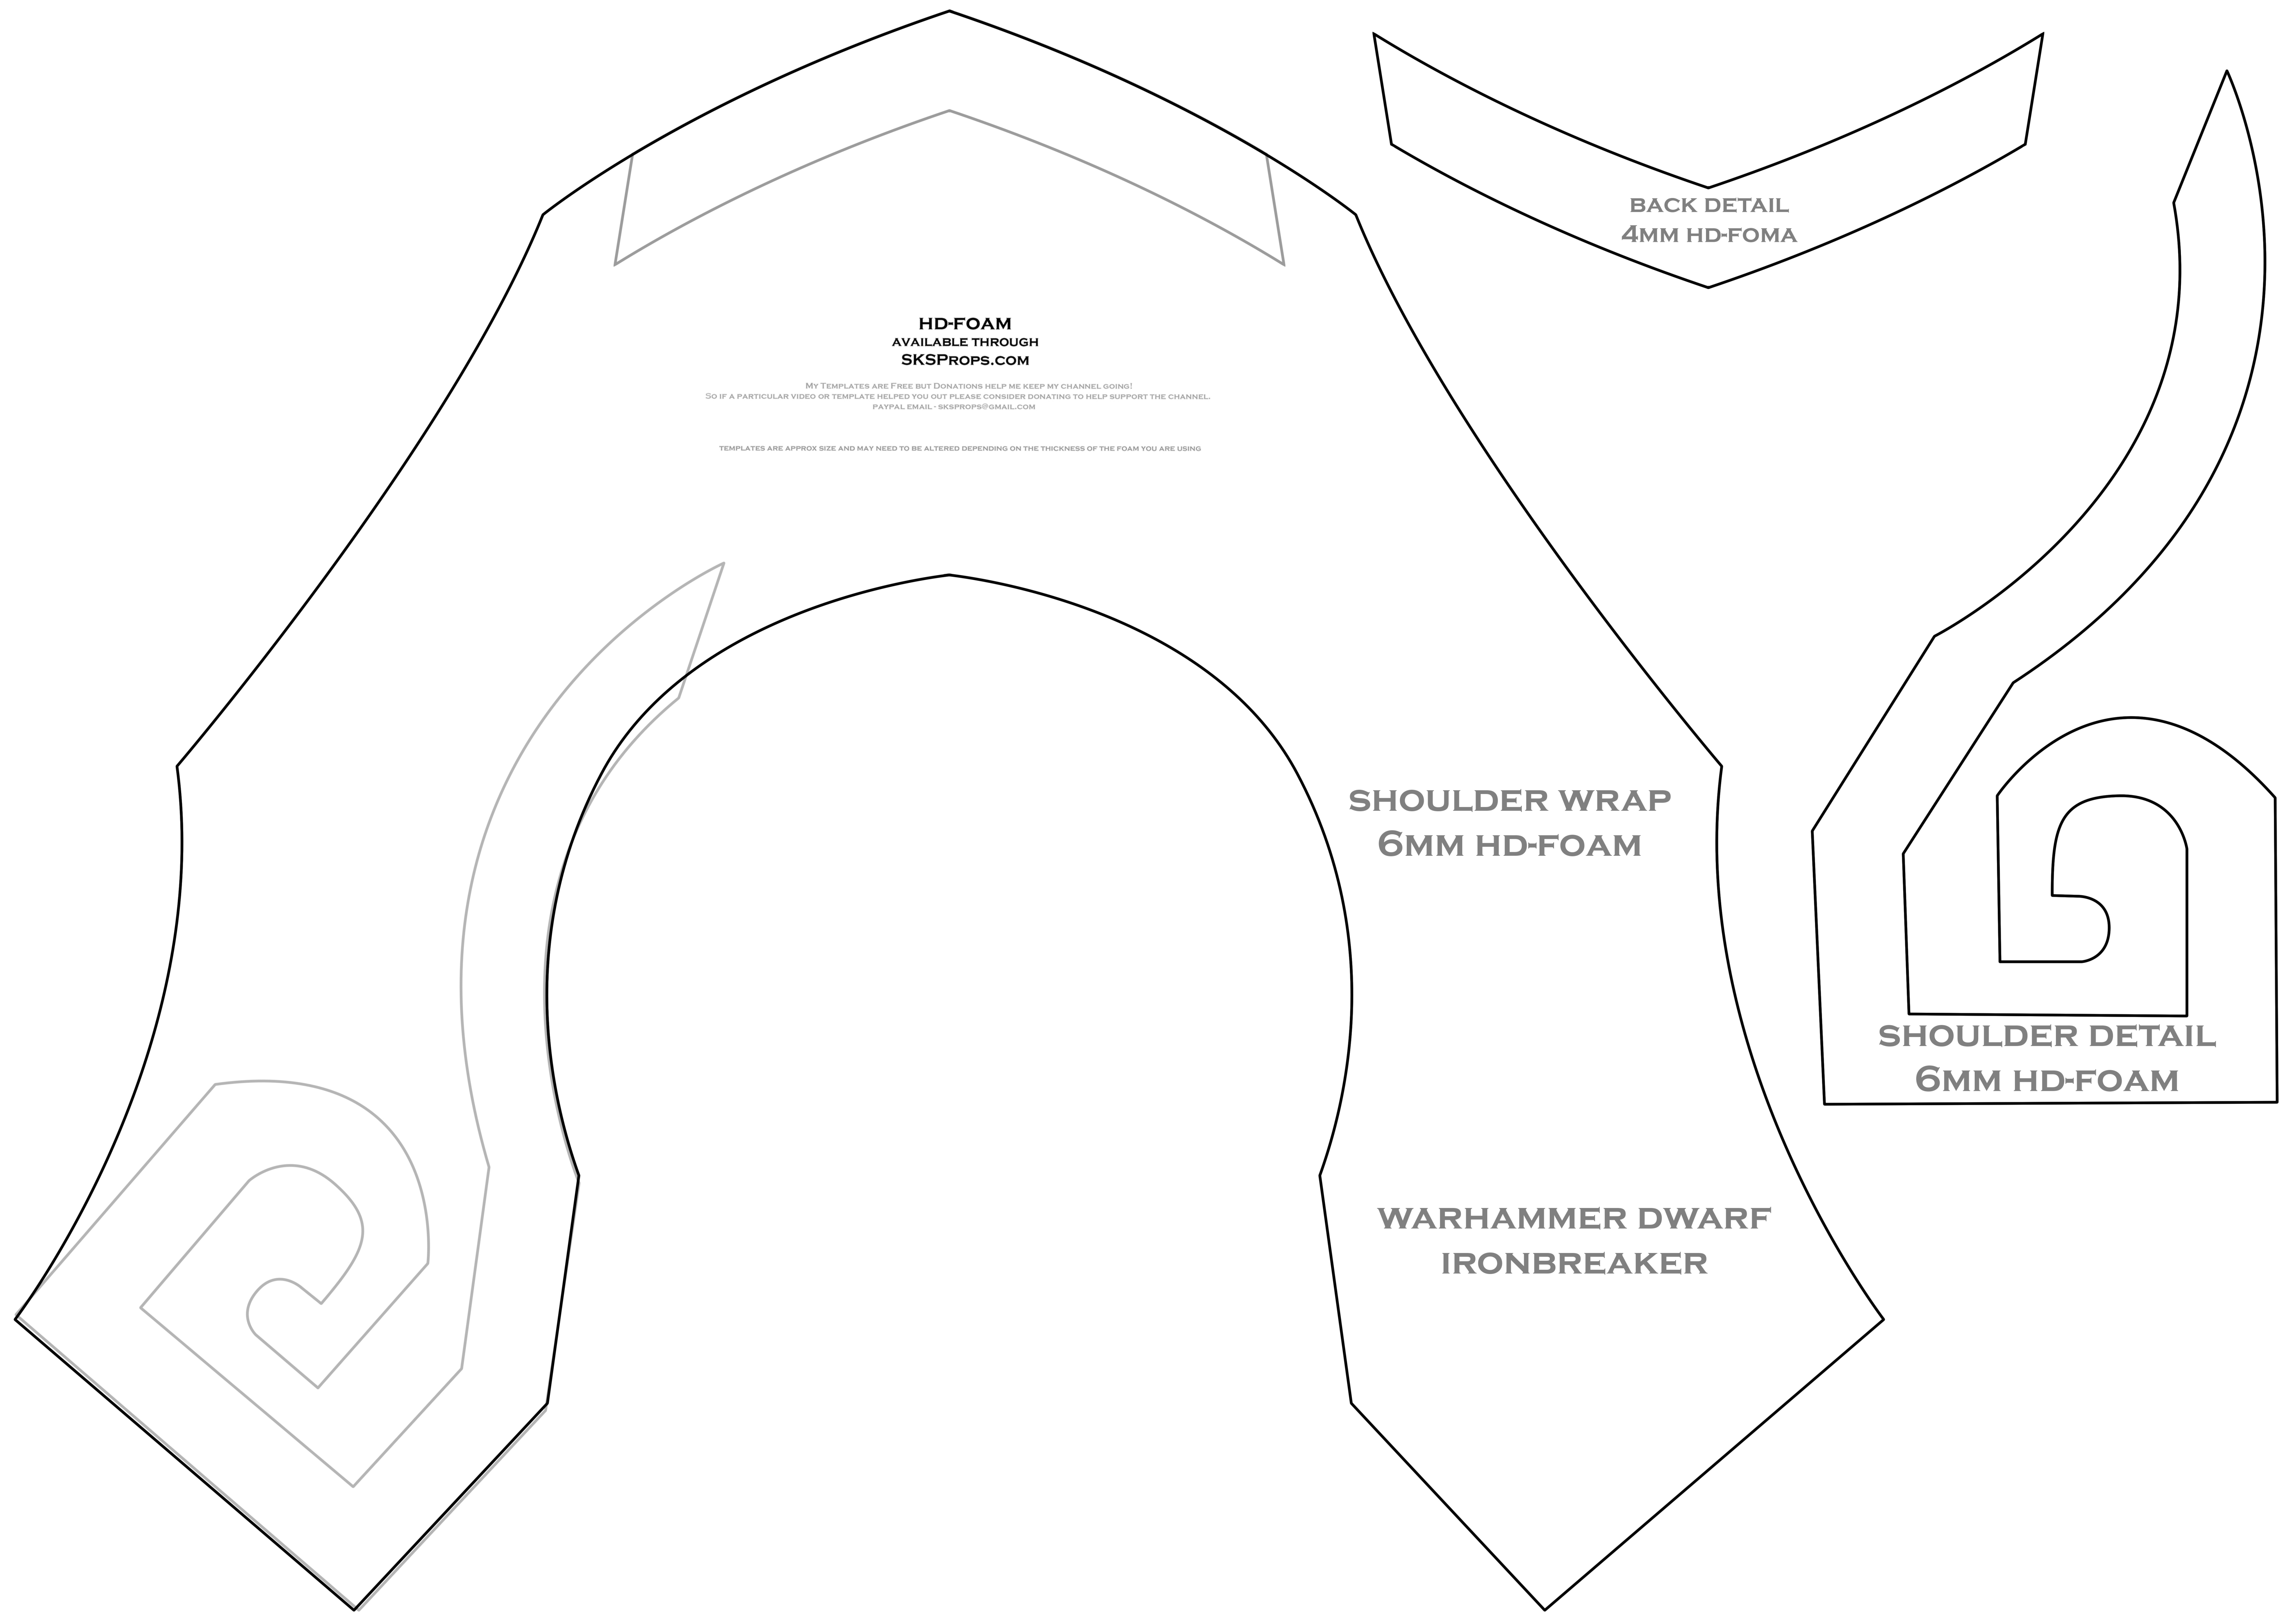 BACK DETAIL
4MM HD-FOMA
HD-FOAM
AVAILABLE THROUGH
SKSPROPS.COM
MY TEMPLATES ARE FREE BUT DONATIONS HELP ME KEEP MY CHANNEL GOING!
SO IF A PARTICULAR VIDEO OR TEMPLATE HELPED YOU OUT PLEASE CONSIDER DONATING TO HELP SUPPORT THE CHANNEL.
PAYPAL EMAIL - SKSPROPS@GMAIL.COM
TEMPLATES ARE APPROX SIZE AND MAY NEED TO BE ALTERED DEPENDING ON THE THICKNESS OF THE FOAM YOU ARE USING
SHOULDER WRAP
6MM HD-FOAM
SHOULDER DETAIL
6MM HD-FOAM
WARHAMMER DWARF
IRONBREAKER